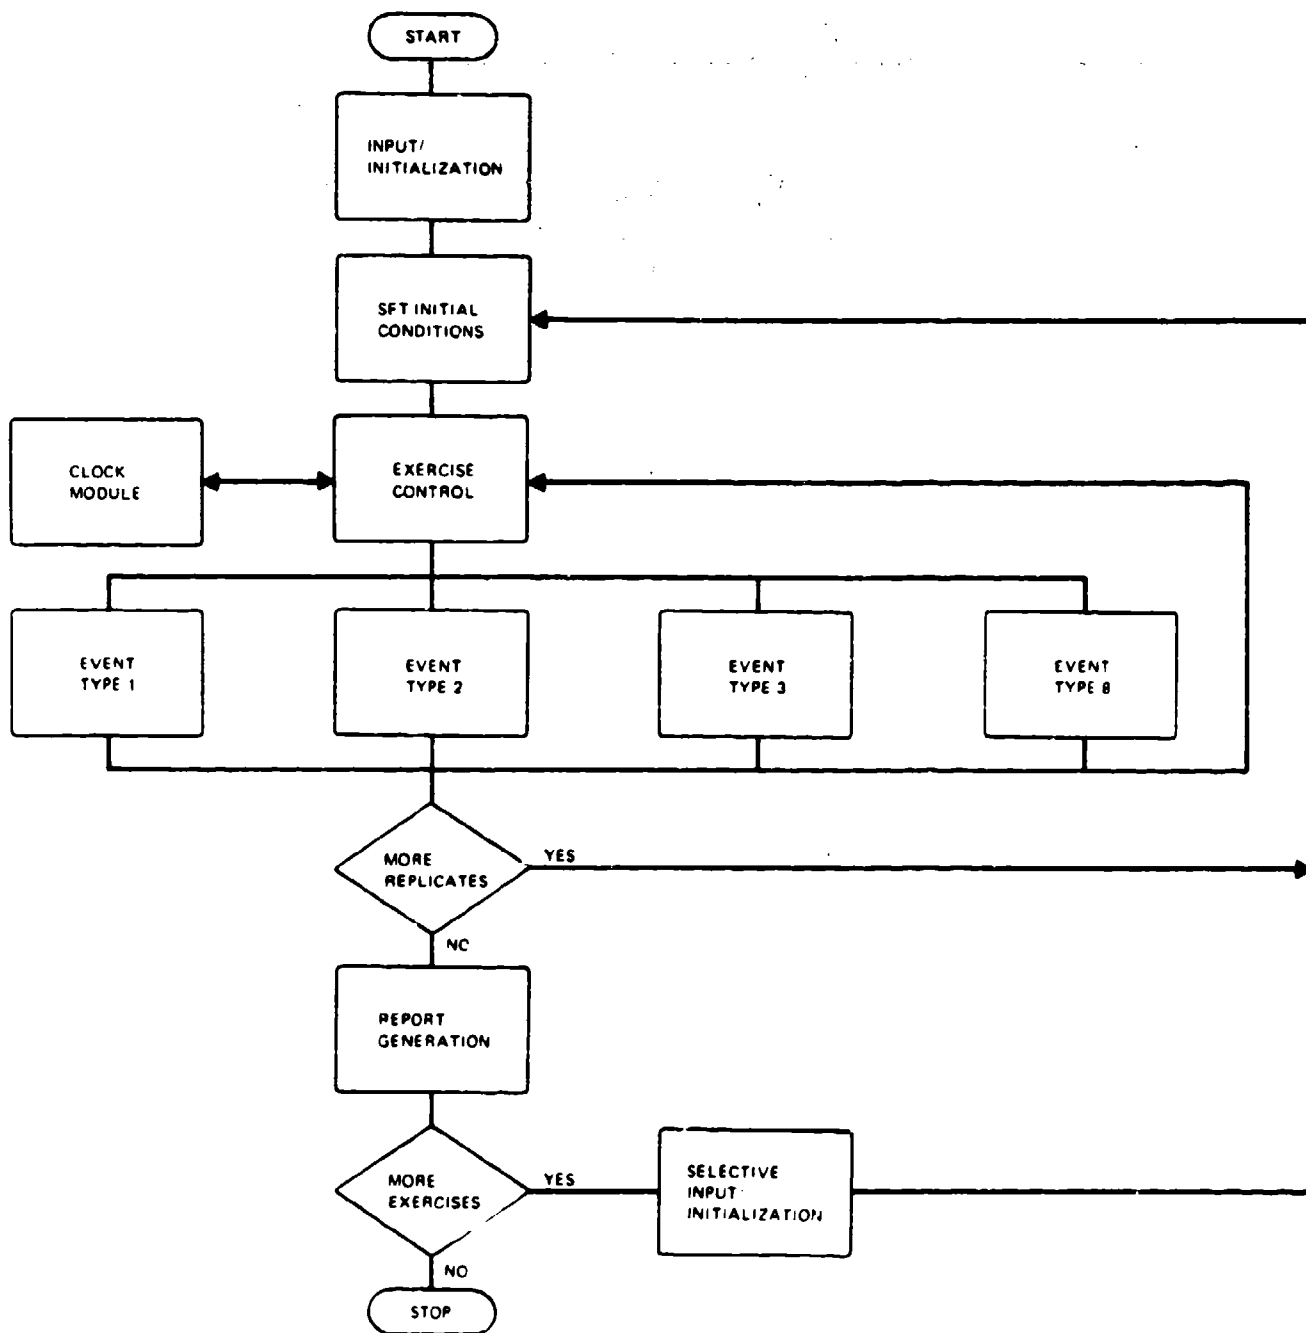 START
INPUT/
INITIALIZATION
SFT INITIAL
CONDITIONS
CLOCK
MODULE
EXERCISE
CONTROL
EVENT
TYPE 1
EVENT
TYPE 2
EVENT
TYPE 3
EVENT
TYPE 8
MORE
REPLICATES
YES
NO
REPORT
GENERATION
MORE
EXERCISES
YES
SELECTIVE
INPUT
INITIALIZATION
NO
STOP